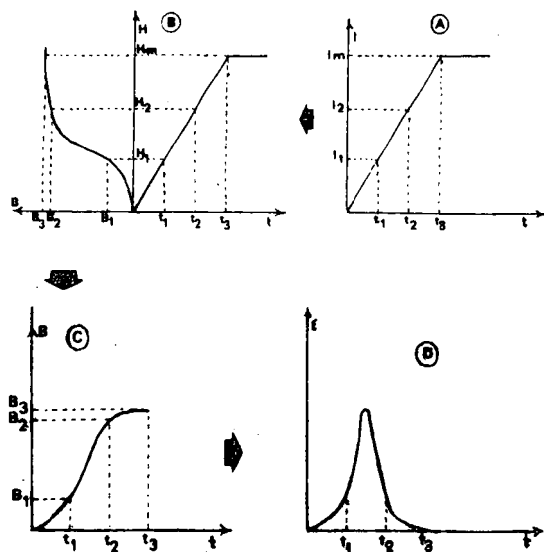 B
H
Hm
H2
H1
B
B3 B2 B1
t1 t2 t3 t
A
I
Im
I2
I1
t1 t2 t3 t
C
B
B3
B2
B1
t1 t2 t3 t
D
t1 t2 t3 t